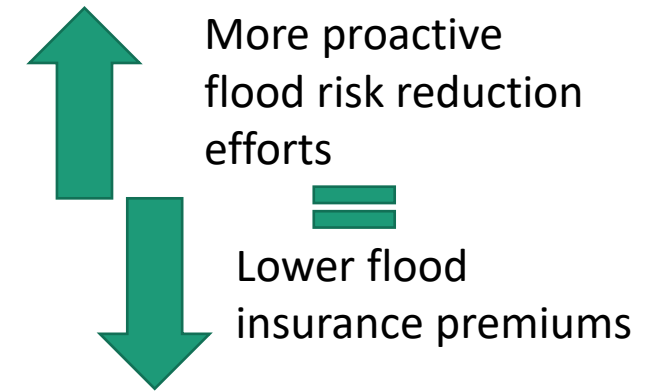 More proactive
flood risk reduction
efforts
Lower flood
insurance premiums